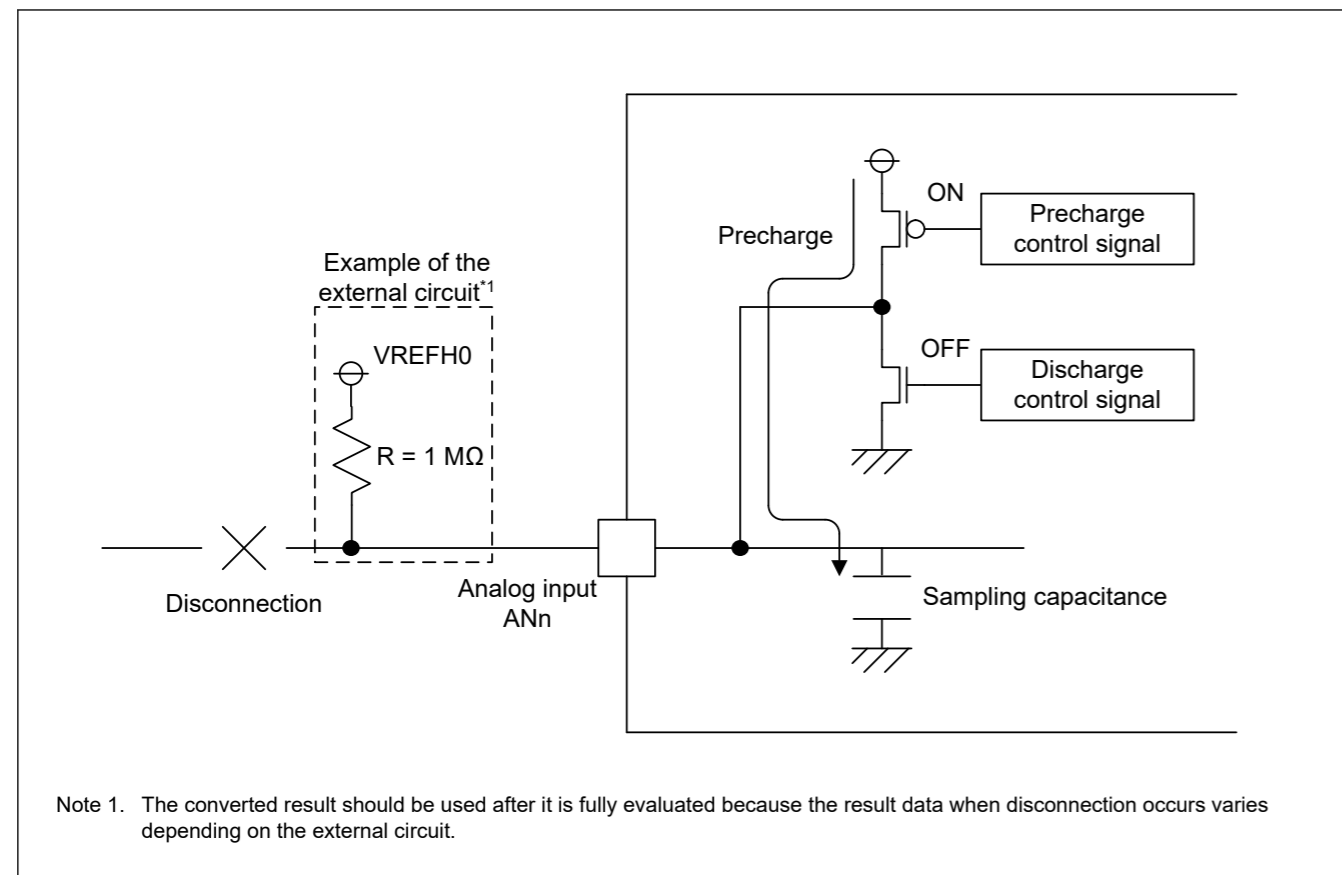 ON
Precharge
control signal
Precharge
Example of the
external circuit*1
VREFH0
OFF
Discharge
control signal
R = 1 MΩ
Analog input
ANn
Disconnection
Sampling capacitance
Note 1. The converted result should be used after it is fully evaluated because the result data when disconnection occurs varies
depending on the external circuit.